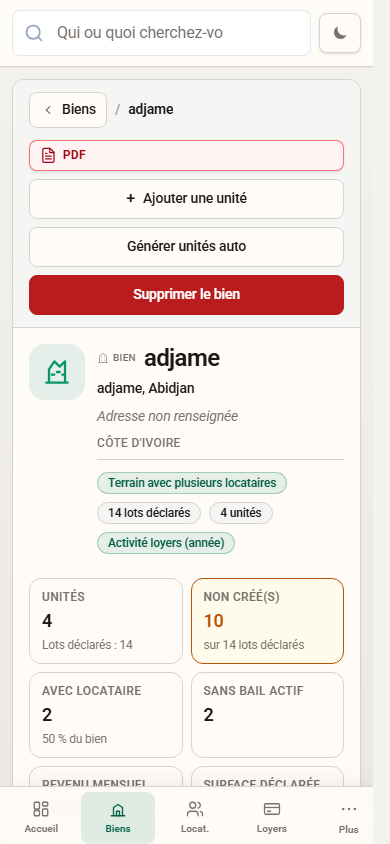 Qui ou quoi cherchez-vo
Biens / adjame
PDF
+ Ajouter une unité
Générer unités auto
Supprimer le bien
BIEN adjame
adjame, Abidjan
Adresse non renseignée
CÔTE D'IVOIRE
Terrain avec plusieurs locataires
14 lots déclarés 4 unités
Activité loyers (année)
UNITÉS
4
Lots déclarés : 14
NON CRÉÉ(S)
10
sur 14 lots déclarés
AVEC LOCATAIRE
2
50 % du bien
SANS BAIL ACTIF
2
REVENU MENSUEL
SURFACE DÉCLARÉE
Accueil Biens Locat. Loyers Plus